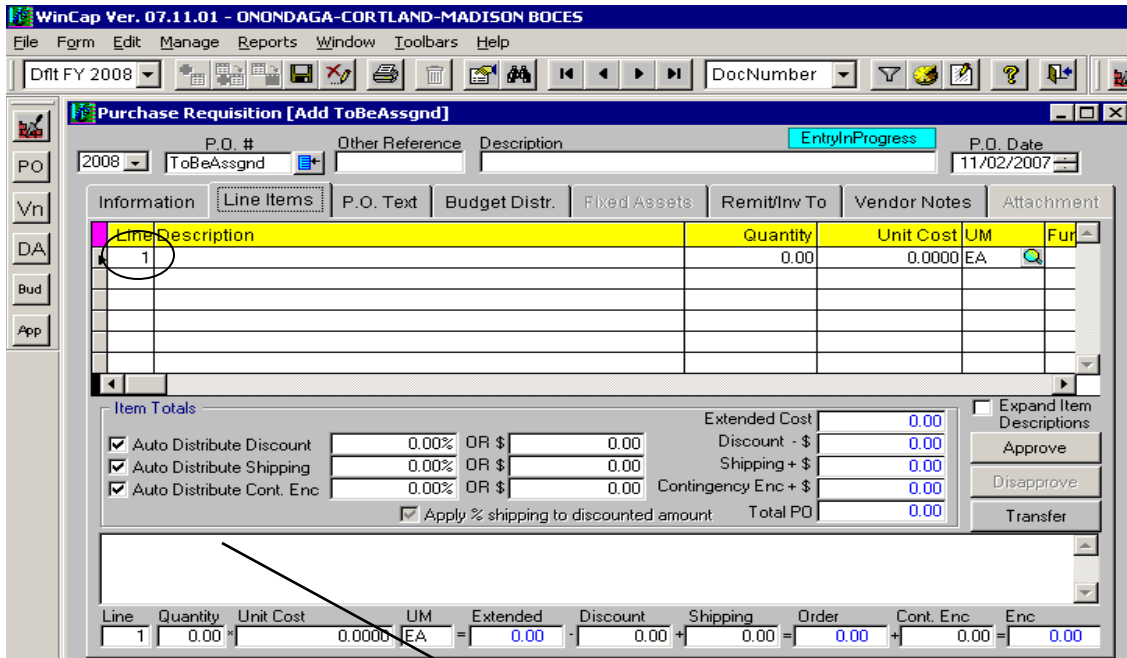 WinCap Ver. 07.11.01 - ONONDAGA-CORTLAND-MADISON BOCES
File Form Edit Manage Reports Window Toolbars Help
Dflt FY 2008 DocNumber
Purchase Requisition [Add ToBeAssgnd]
P.O. # Other Reference Description EntryInProgress P.O. Date
2008 ToBeAssgnd 11/02/2007
PO
Vn
DA
Bud
App
Information Line Items P.O. Text Budget Distr. Fixed Assets Remit/Inv To Vendor Notes Attachment
Line Description Quantity Unit Cost UM Fur
1 0.00 0.0000 EA
Item Totals
Expand Item Descriptions
Extended Cost 0.00
Auto Distribute Discount 0.00% OR $ 0.00 Discount - $ 0.00
Approve
Auto Distribute Shipping 0.00% OR $ 0.00 Shipping + $ 0.00
Auto Distribute Cont. Enc 0.00% OR $ 0.00 Contingency Enc + $ 0.00
Disapprove
Apply % shipping to discounted amount Total PO 0.00
Transfer
Line Quantity Unit Cost UM Extended Discount Shipping Order Cont. Enc Enc
1 0.00 * 0.0000 EA = 0.00 - 0.00 + 0.00 = 0.00 + 0.00 = 0.00